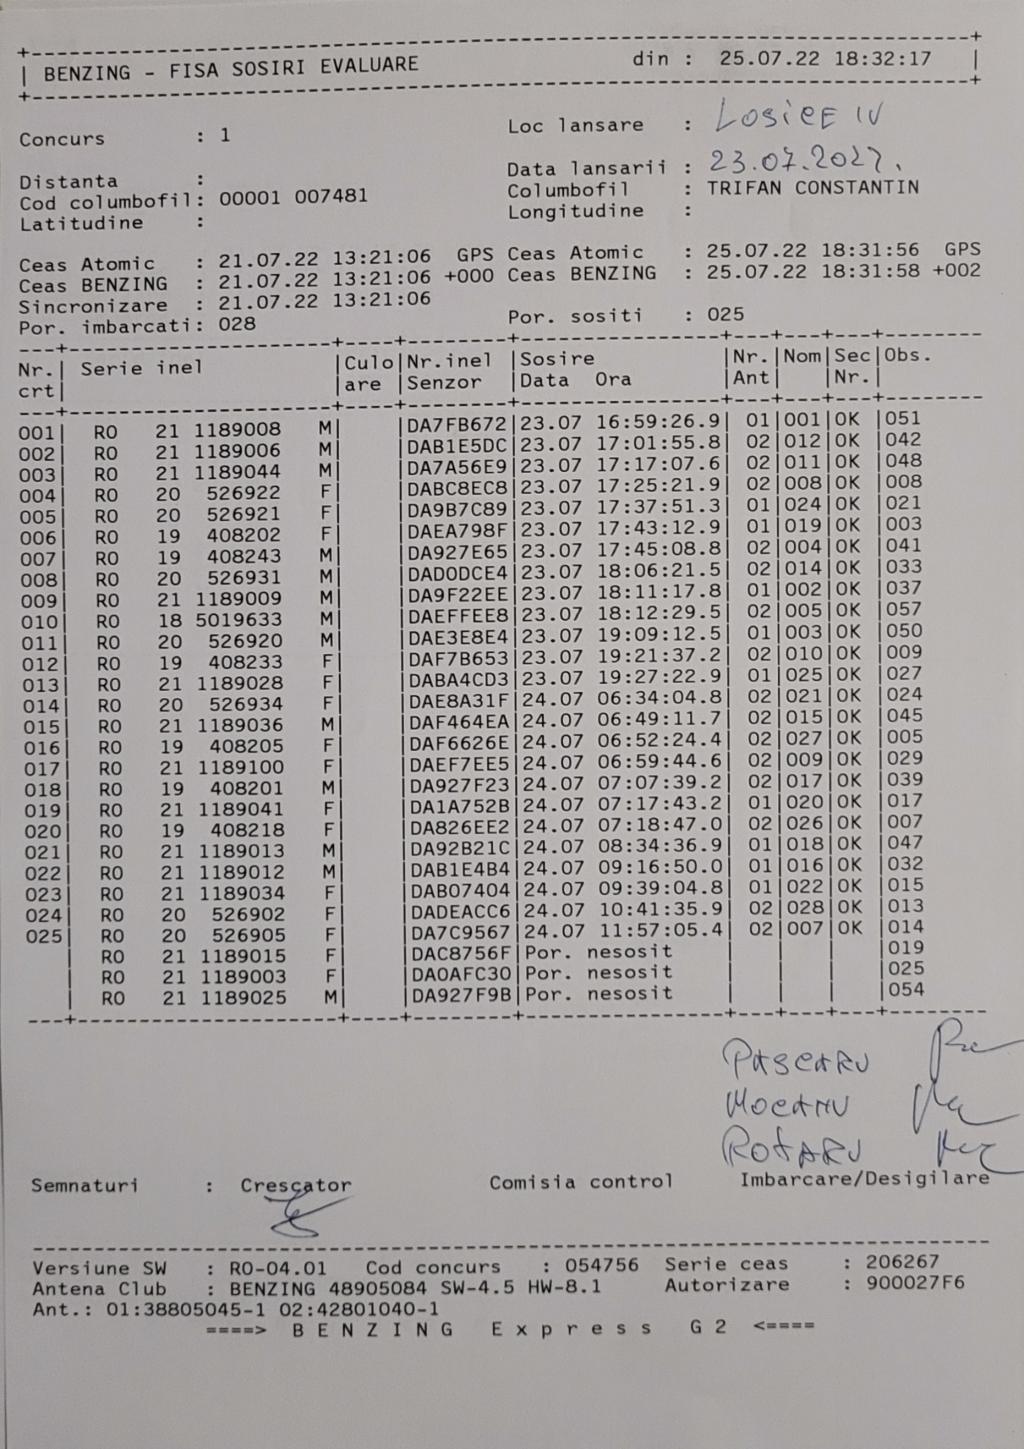 +--------------------------------------------------------------------------------+
| BENZING - FISA SOSIRI EVALUARE din : 25.07.22 18:32:17 |
+--------------------------------------------------------------------------------+
Concurs : 1 Loc lansare : LOSICE IV
Data lansarii : 23.07.2022.
Distanta :
Cod columbofil: 00001 007481 Columbofil : TRIFAN CONSTANTIN
Latitudine : Longitudine :
Ceas Atomic : 21.07.22 13:21:06 GPS Ceas Atomic : 25.07.22 18:31:56 GPS
Ceas BENZING : 21.07.22 13:21:06 +000 Ceas BENZING : 25.07.22 18:31:58 +002
Sincronizare : 21.07.22 13:21:06
Por. imbarcati: 028 Por. sositi : 025
Nr.| Serie inel |Culo|Nr.inel |Sosire |Nr.|Nom|Sec|Obs.
crt| |are |Senzor |Data Ora |Ant| |Nr.|
001| RO 21 1189008 M| |DA7FB672|23.07 16:59:26.9| 01|001|OK |051
002| RO 21 1189006 M| |DAB1E5DC|23.07 17:01:55.8| 02|012|OK |042
003| RO 21 1189044 M| |DA7A56E9|23.07 17:17:07.6| 02|011|OK |048
004| RO 20 526922 F| |DABC8EC8|23.07 17:25:21.9| 02|008|OK |008
005| RO 20 526921 F| |DA9B7C89|23.07 17:37:51.3| 01|024|OK |021
006| RO 19 408202 F| |DAEA798F|23.07 17:43:12.9| 01|019|OK |003
007| RO 19 408243 M| |DA927E65|23.07 17:45:08.8| 02|004|OK |041
008| RO 20 526931 M| |DAD0DCE4|23.07 18:06:21.5| 02|014|OK |033
009| RO 21 1189009 M| |DA9F22EE|23.07 18:11:17.8| 01|002|OK |037
010| RO 18 5019633 M| |DAEFFEE8|23.07 18:12:29.5| 02|005|OK |057
011| RO 20 526920 M| |DAE3E8E4|23.07 19:09:12.5| 01|003|OK |050
012| RO 19 408233 F| |DAF7B653|23.07 19:21:37.2| 02|010|OK |009
013| RO 21 1189028 F| |DABA4CD3|23.07 19:27:22.9| 01|025|OK |027
014| RO 20 526934 F| |DAE8A31F|24.07 06:34:04.8| 02|021|OK |024
015| RO 21 1189036 M| |DAF464EA|24.07 06:49:11.7| 02|015|OK |045
016| RO 19 408205 F| |DAF6626E|24.07 06:52:24.4| 02|027|OK |005
017| RO 21 1189100 F| |DAEF7EE5|24.07 06:59:44.6| 02|009|OK |029
018| RO 19 408201 M| |DA927F23|24.07 07:07:39.2| 02|017|OK |039
019| RO 21 1189041 F| |DA1A752B|24.07 07:17:43.2| 01|020|OK |017
020| RO 19 408218 F| |DA826EE2|24.07 07:18:47.0| 02|026|OK |007
021| RO 21 1189013 M| |DA92B21C|24.07 08:34:36.9| 01|018|OK |047
022| RO 21 1189012 M| |DAB1E4B4|24.07 09:16:50.0| 01|016|OK |032
023| RO 21 1189034 F| |DAB07404|24.07 09:39:04.8| 01|022|OK |015
024| RO 20 526902 F| |DADEACC6|24.07 10:41:35.9| 02|028|OK |013
025| RO 20 526905 F| |DA7C9567|24.07 11:57:05.4| 02|007|OK |014
| RO 21 1189015 F| |DAC8756F|Por. nesosit | | | |019
| RO 21 1189003 F| |DA0AFC30|Por. nesosit | | | |025
| RO 21 1189025 M| |DA927F9B|Por. nesosit | | | |054
PASCARU
MOCANU
ROTARU
Semnaturi : Crescator Comisia control Imbarcare/Desigilare
Versiune SW : RO-04.01 Cod concurs : 054756 Serie ceas : 206267
Antena Club : BENZING 48905084 SW-4.5 HW-8.1 Autorizare : 900027F6
Ant.: 01:38805045-1 02:42801040-1
====> B E N Z I N G E x p r e s s G 2 <====